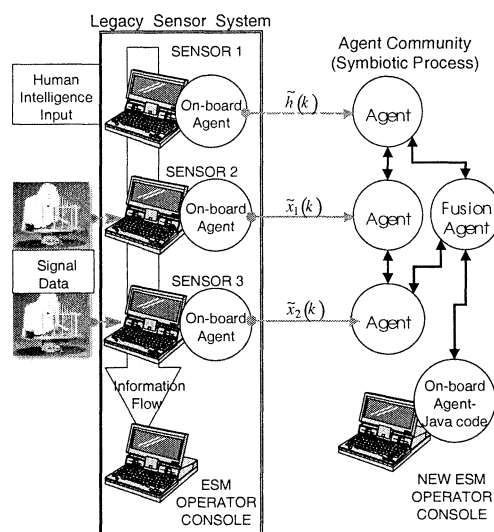 Legacy Sensor System
SENSOR 1
Human
Intelligence
Input
On-board
Agent
h̃(k)
Agent Community
(Symbiotic Process)
Agent
SENSOR 2
On-board
Agent
x̃₁(k)
Agent
Fusion
Agent
Signal
Data
SENSOR 3
On-board
Agent
x̃₂(k)
Agent
Information
Flow
ESM
OPERATOR
CONSOLE
On-board
Agent-
Java code
NEW ESM
OPERATOR
CONSOLE